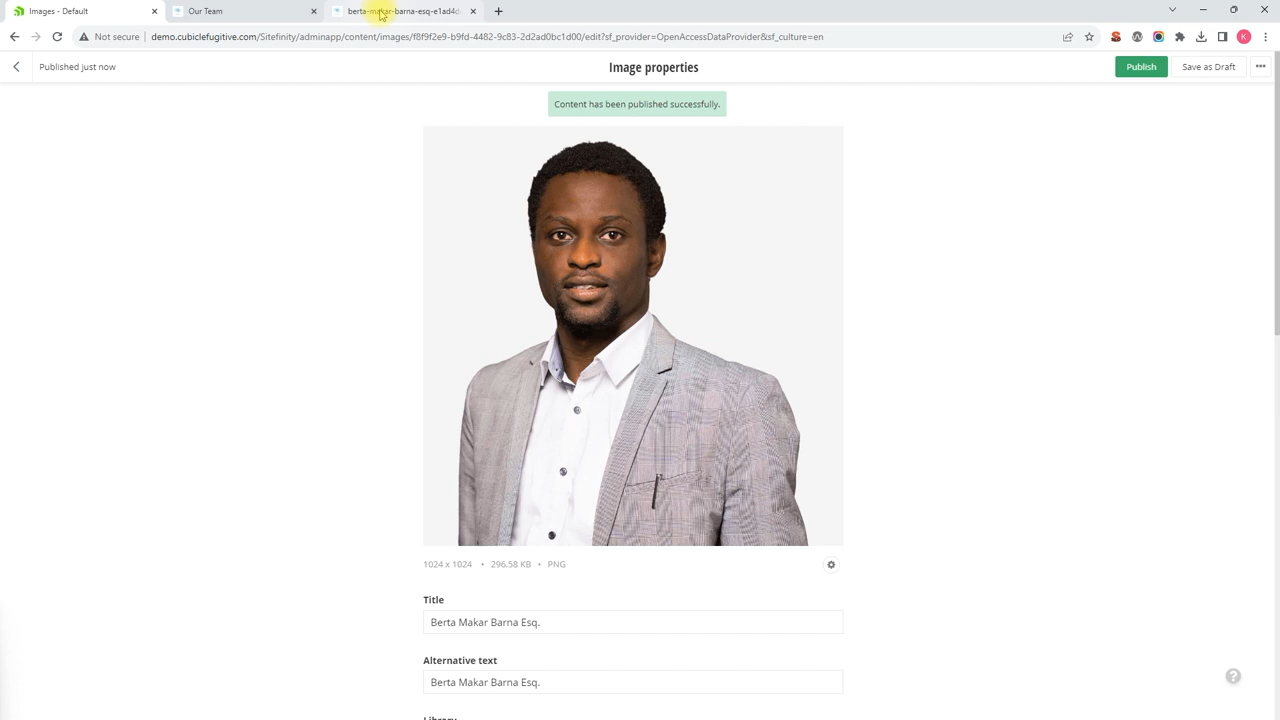 Images - Default
Our Team
berta-makar-barna-esq-e1ad4d
Not secure
demo.cubiclefugitive.com/Sitefinity/adminapp/content/images/f8f9f2e9-b9fd-4482-9c83-2d2ad0bc1d00/edit?sf_provider=OpenAccessDataProvider&sf_culture=en
K
Published just now
Image properties
Publish
Save as Draft
Content has been published successfully.
1024 x 1024 • 296.58 KB • PNG
Title
Berta Makar Barna Esq.
Alternative text
Berta Makar Barna Esq.
Library